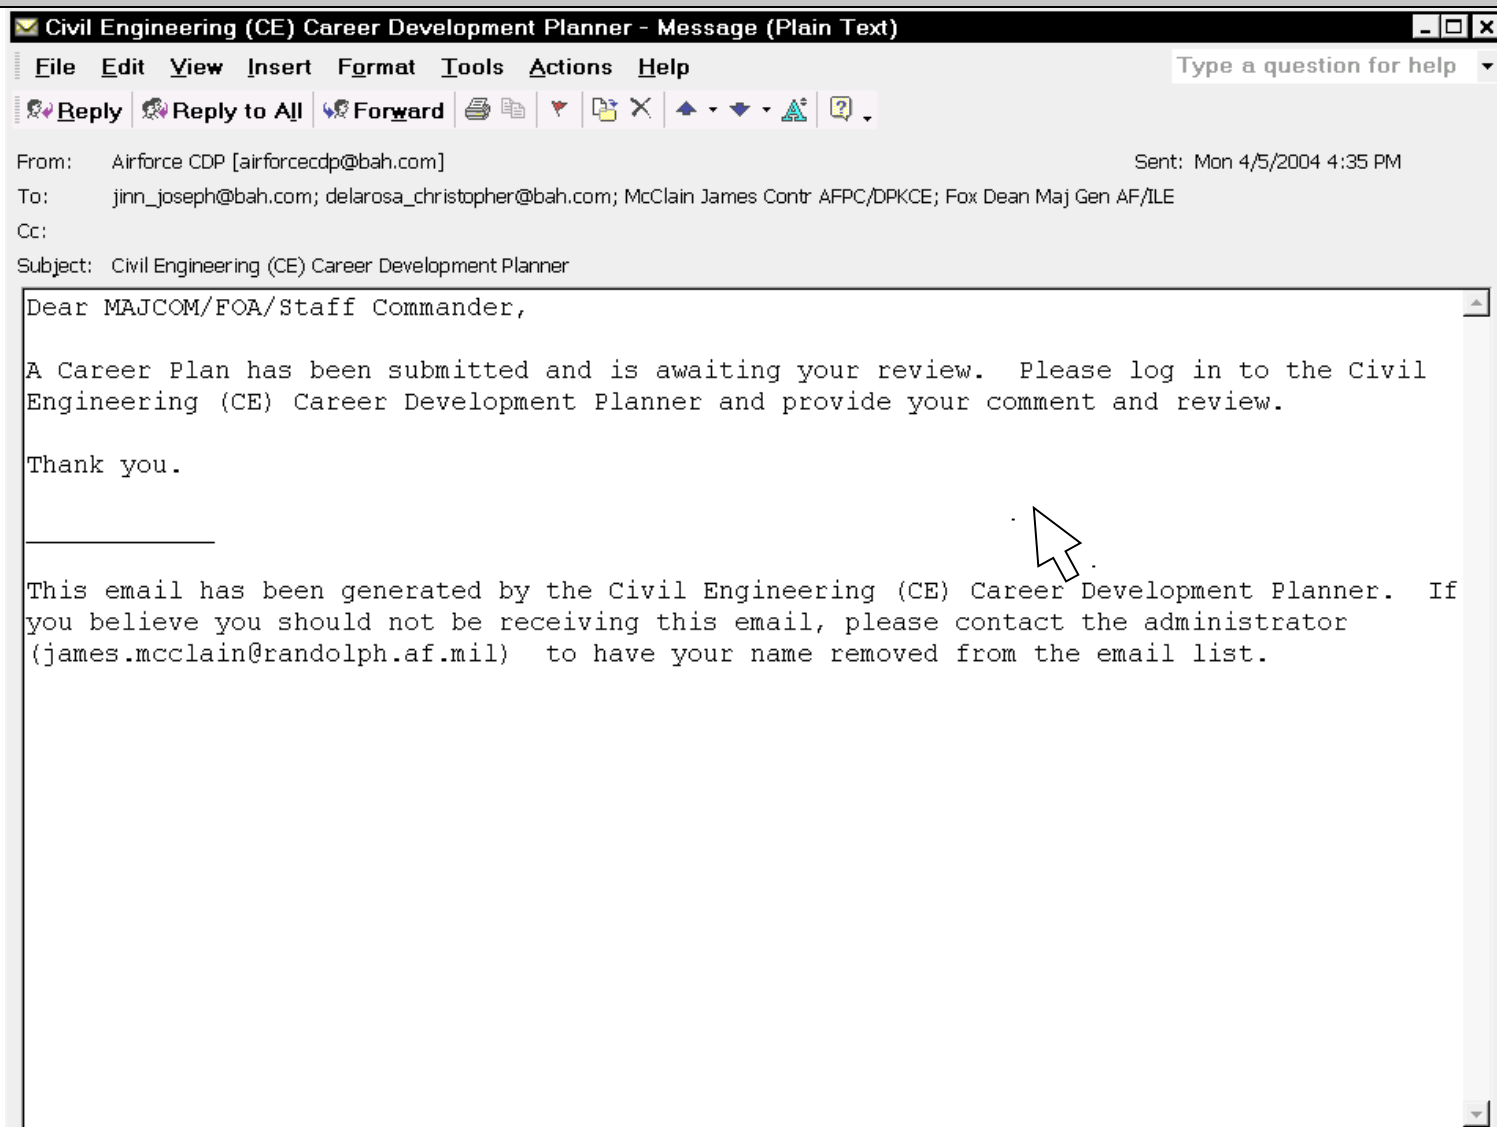 Civil Engineering (CE) Career Development Planner - Message (Plain Text)
File Edit View Insert Format Tools Actions Help Type a question for help
Reply Reply to All Forward
From: Airforce CDP [airforcecdp@bah.com] Sent: Mon 4/5/2004 4:35 PM
To: jinn_joseph@bah.com; delarosa_christopher@bah.com; McClain James Contr AFPC/DPKCE; Fox Dean Maj Gen AF/ILE
Cc:
Subject: Civil Engineering (CE) Career Development Planner
Dear MAJCOM/FOA/Staff Commander,
A Career Plan has been submitted and is awaiting your review.  Please log in to the Civil
Engineering (CE) Career Development Planner and provide your comment and review.
Thank you.
____________
This email has been generated by the Civil Engineering (CE) Career Development Planner.  If
you believe you should not be receiving this email, please contact the administrator
(james.mcclain@randolph.af.mil)  to have your name removed from the email list.